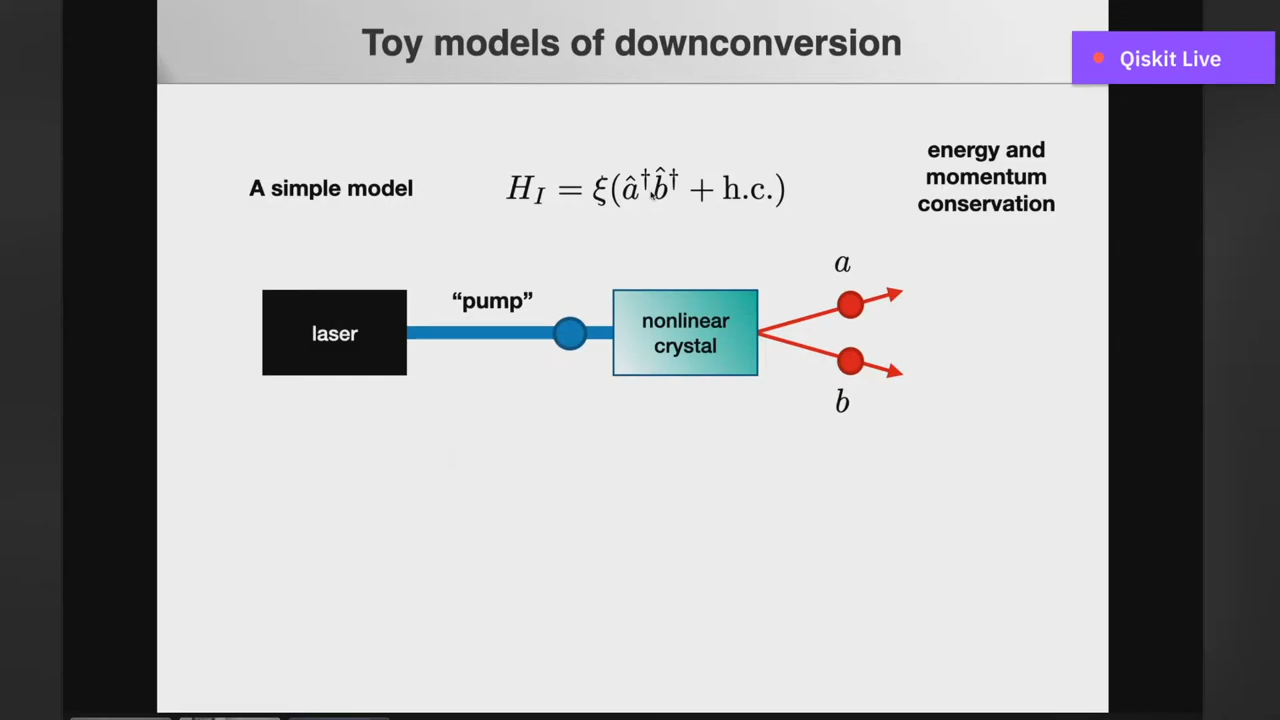 Toy models of downconversion
Qiskit Live
energy and
momentum
conservation
A simple model
H_I = ξ(â†b̂† + h.c.)
a
“pump”
laser
nonlinear
crystal
b